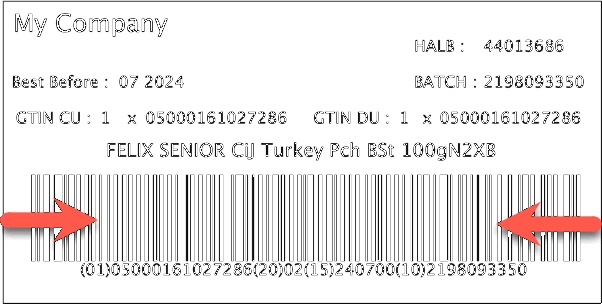 My Company
HALB : 44013686
Best Before : 07 2024 BATCH : 2198093350
GTIN CU : 1 x 05000161027286 GTIN DU : 1 x 05000161027286
FELIX SENIOR CiJ Turkey Pch BSt 100gN2XB
(01)05000161027286(20)02(15)240700(10)2198093350